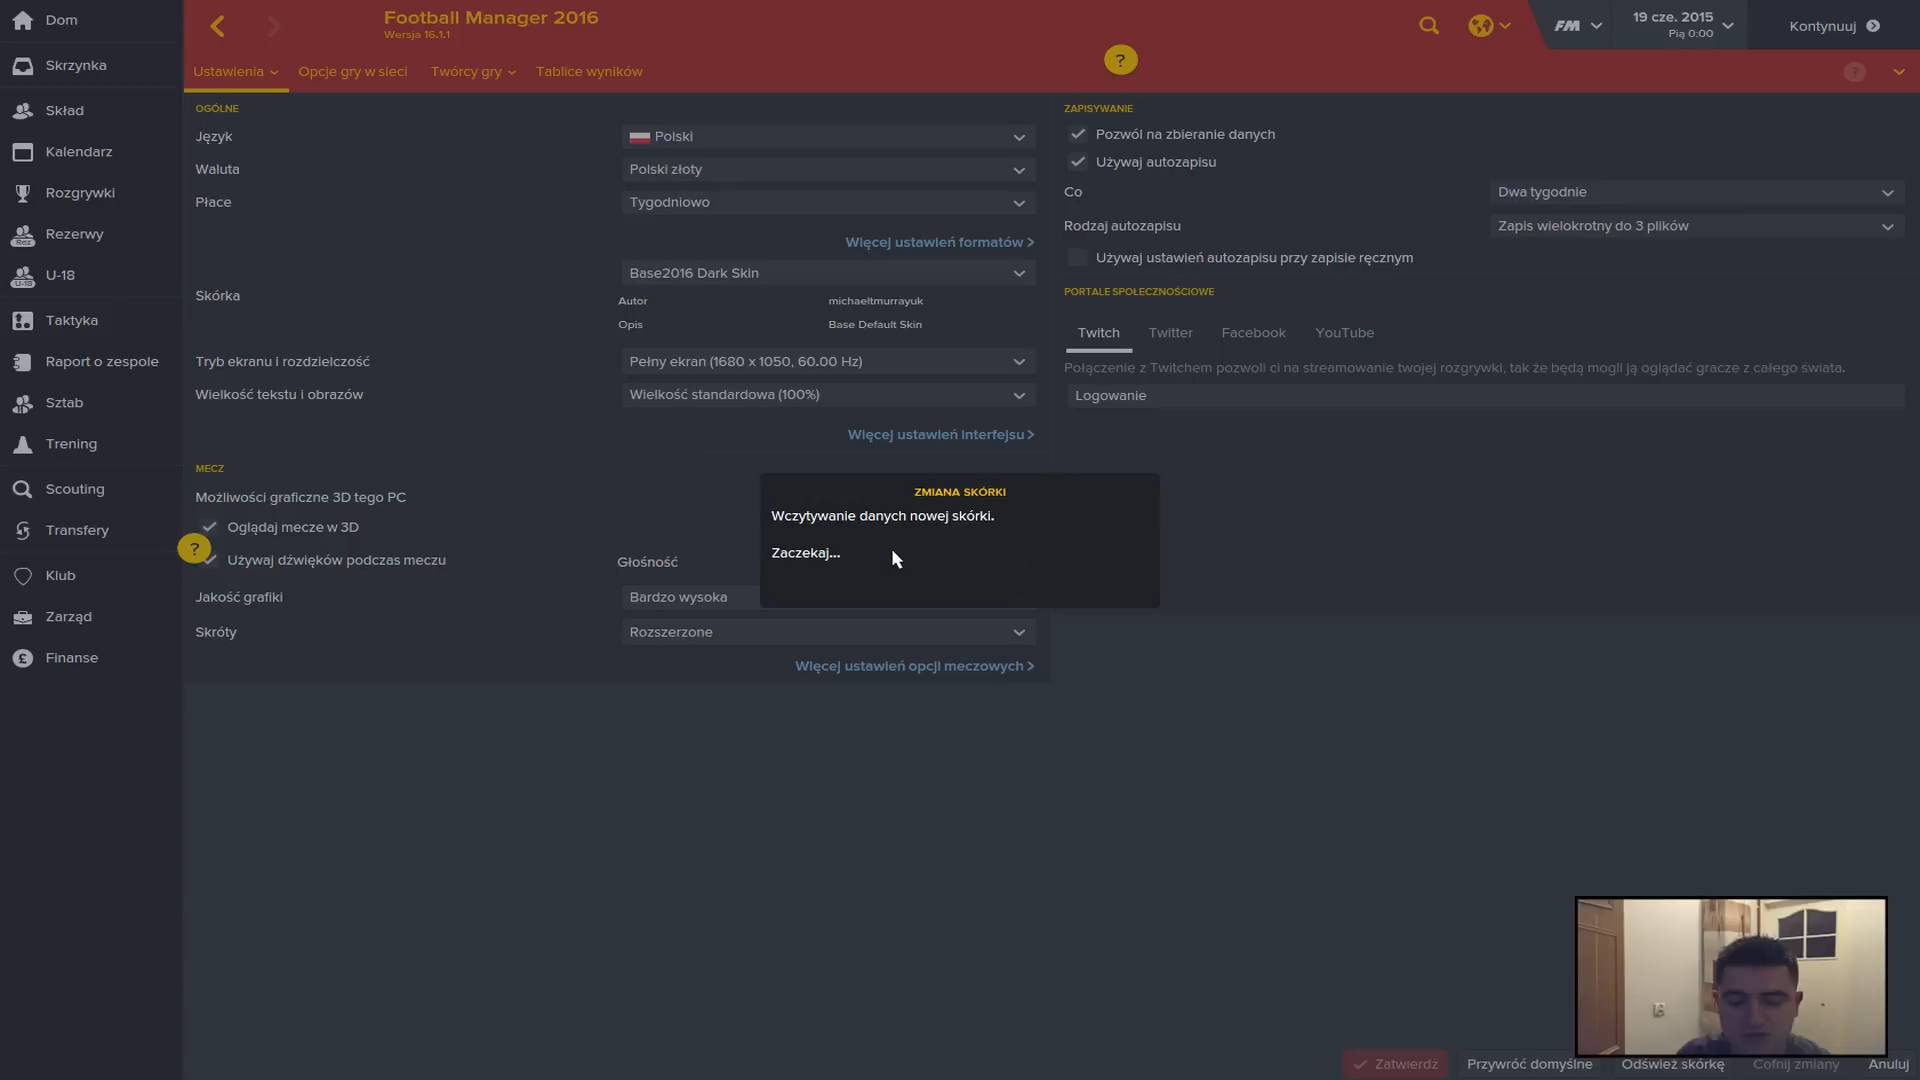 Dom
Skrzynka
Skład
Kalendarz
Rozgrywki
Rez
Rezerwy
U-18
U-18
Taktyka
Raport o zespole
Sztab
Trening
Scouting
Transfery
Klub
Zarząd
£
Finanse
Football Manager 2016
Wersja 16.1.1
FM
19 cze. 2015
Pią 0:00
Kontynuuj
Ustawienia
Opcje gry w sieci
Twórcy gry
Tablice wyników
?
?
OGÓLNE
Język
Polski
Waluta
Polski złoty
Płace
Tygodniowo
Więcej ustawień formatów >
Skórka
Base2016 Dark Skin
Autor
michaeltmurrayuk
Opis
Base Default Skin
Tryb ekranu i rozdzielczość
Pełny ekran (1680 x 1050, 60.00 Hz)
Wielkość tekstu i obrazów
Wielkość standardowa (100%)
Więcej ustawień interfejsu >
MECZ
Możliwości graficzne 3D tego PC
Oglądaj mecze w 3D
?
Używaj dźwięków podczas meczu
Głośność
Jakość grafiki
Bardzo wysoka
Skróty
Rozszerzone
Więcej ustawień opcji meczowych >
ZAPISYWANIE
Pozwól na zbieranie danych
Używaj autozapisu
Co
Dwa tygodnie
Rodzaj autozapisu
Zapis wielokrotny do 3 plików
Używaj ustawień autozapisu przy zapisie ręcznym
PORTALE SPOŁECZNOŚCIOWE
Twitch
Twitter
Facebook
YouTube
Połączenie z Twitchem pozwoli ci na streamowanie twojej rozgrywki, tak że będą mogli ją oglądać gracze z całego świata.
Logowanie
ZMIANA SKÓRKI
Wczytywanie danych nowej skórki.
Zaczekaj...
Zatwierdź
Przywróć domyślne
Odśwież skórkę
Cofnij zmiany
Anuluj